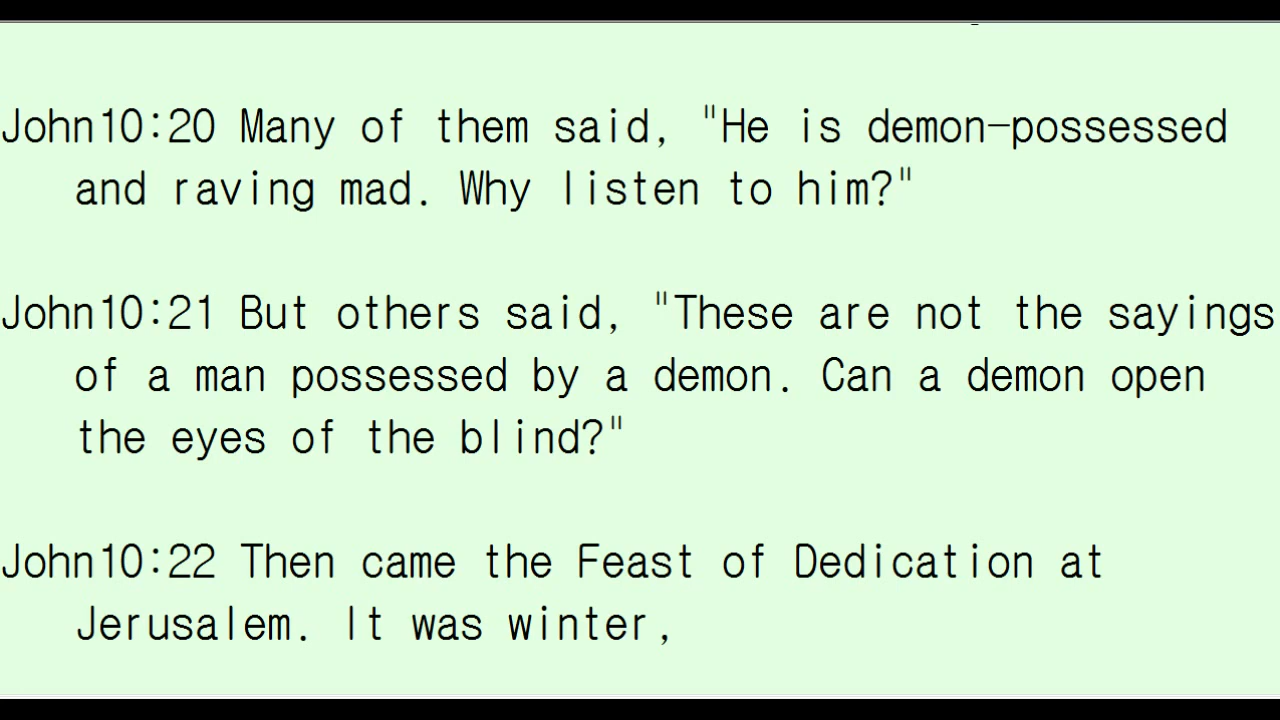 John10:20 Many of them said, "He is demon-possessed
and raving mad. Why listen to him?"
John10:21 But others said, "These are not the sayings
of a man possessed by a demon. Can a demon open
the eyes of the blind?"
John10:22 Then came the Feast of Dedication at
Jerusalem. It was winter,